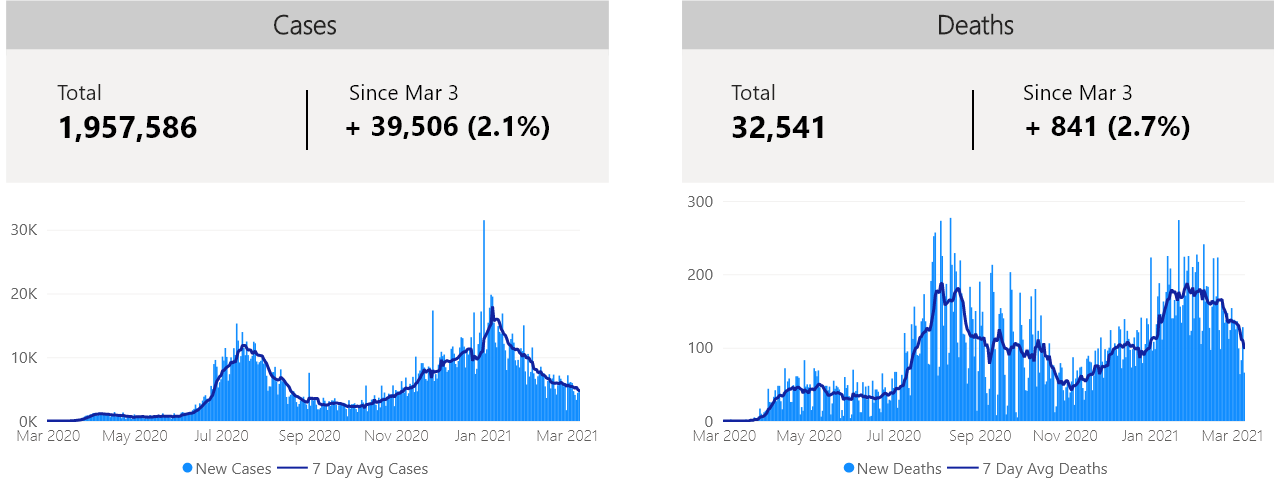 Cases
Total
Since Mar 3
1,957,586
+ 39,506 (2.1%)
30K
20K
10K
0K
Mar 2020 May 2020 Jul 2020 Sep 2020 Nov 2020 Jan 2021 Mar 2021
New Cases 7 Day Avg Cases
Deaths
Total
Since Mar 3
32,541
+ 841 (2.7%)
300
200
100
0
Mar 2020 May 2020 Jul 2020 Sep 2020 Nov 2020 Jan 2021 Mar 2021
New Deaths 7 Day Avg Deaths